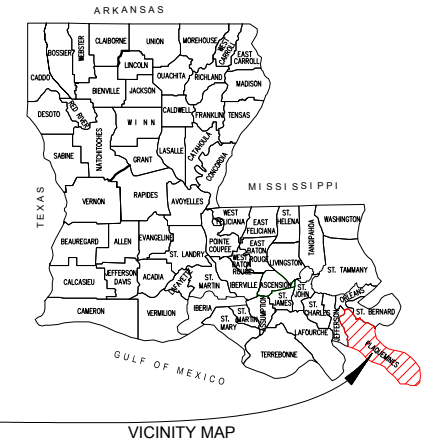 ARKANSAS
CLAIBORNE
UNION
MOREHOUSE
WEST
CARROLL
BOSSIER
WEBSTER
LINCOLN
EAST
CARROLL
CADDO
OUACHITA
RICHLAND
MADISON
BIENVILLE
JACKSON
DESOTO
RED RIVER
CALDWELL
FRANKLIN
TENSAS
WINN
NATCHITOCHES
SABINE
GRANT
LASALLE
CATAHOULA
CONCORDIA
TEXAS
MISSISSIPPI
VERNON
RAPIDES
AVOYELLES
WEST
FELICIANA
EAST
FELICIANA
ST.
HELENA
TANGIPAHOA
WASHINGTON
BEAUREGARD
ALLEN
EVANGELINE
ST. LANDRY
POINTE
COUPEE
EAST
BATON
ROUGE
WEST
BATON
ROUGE
LIVINGSTON
ST. TAMMANY
CALCASIEU
JEFFERSON
DAVIS
ACADIA
LAFAYETTE
ST.
MARTIN
IBERVILLE
ASCENSION
ST.
JOHN
ORLEANS
CAMERON
VERMILION
IBERIA
ST.
MARTIN
ST.
MARY
ASSUMPTION
ST.
JAMES
ST.
CHARLES
JEFFERSON
ST. BERNARD
LAFOURCHE
TERREBONNE
PLAQUEMINES
GULF OF MEXICO
VICINITY MAP